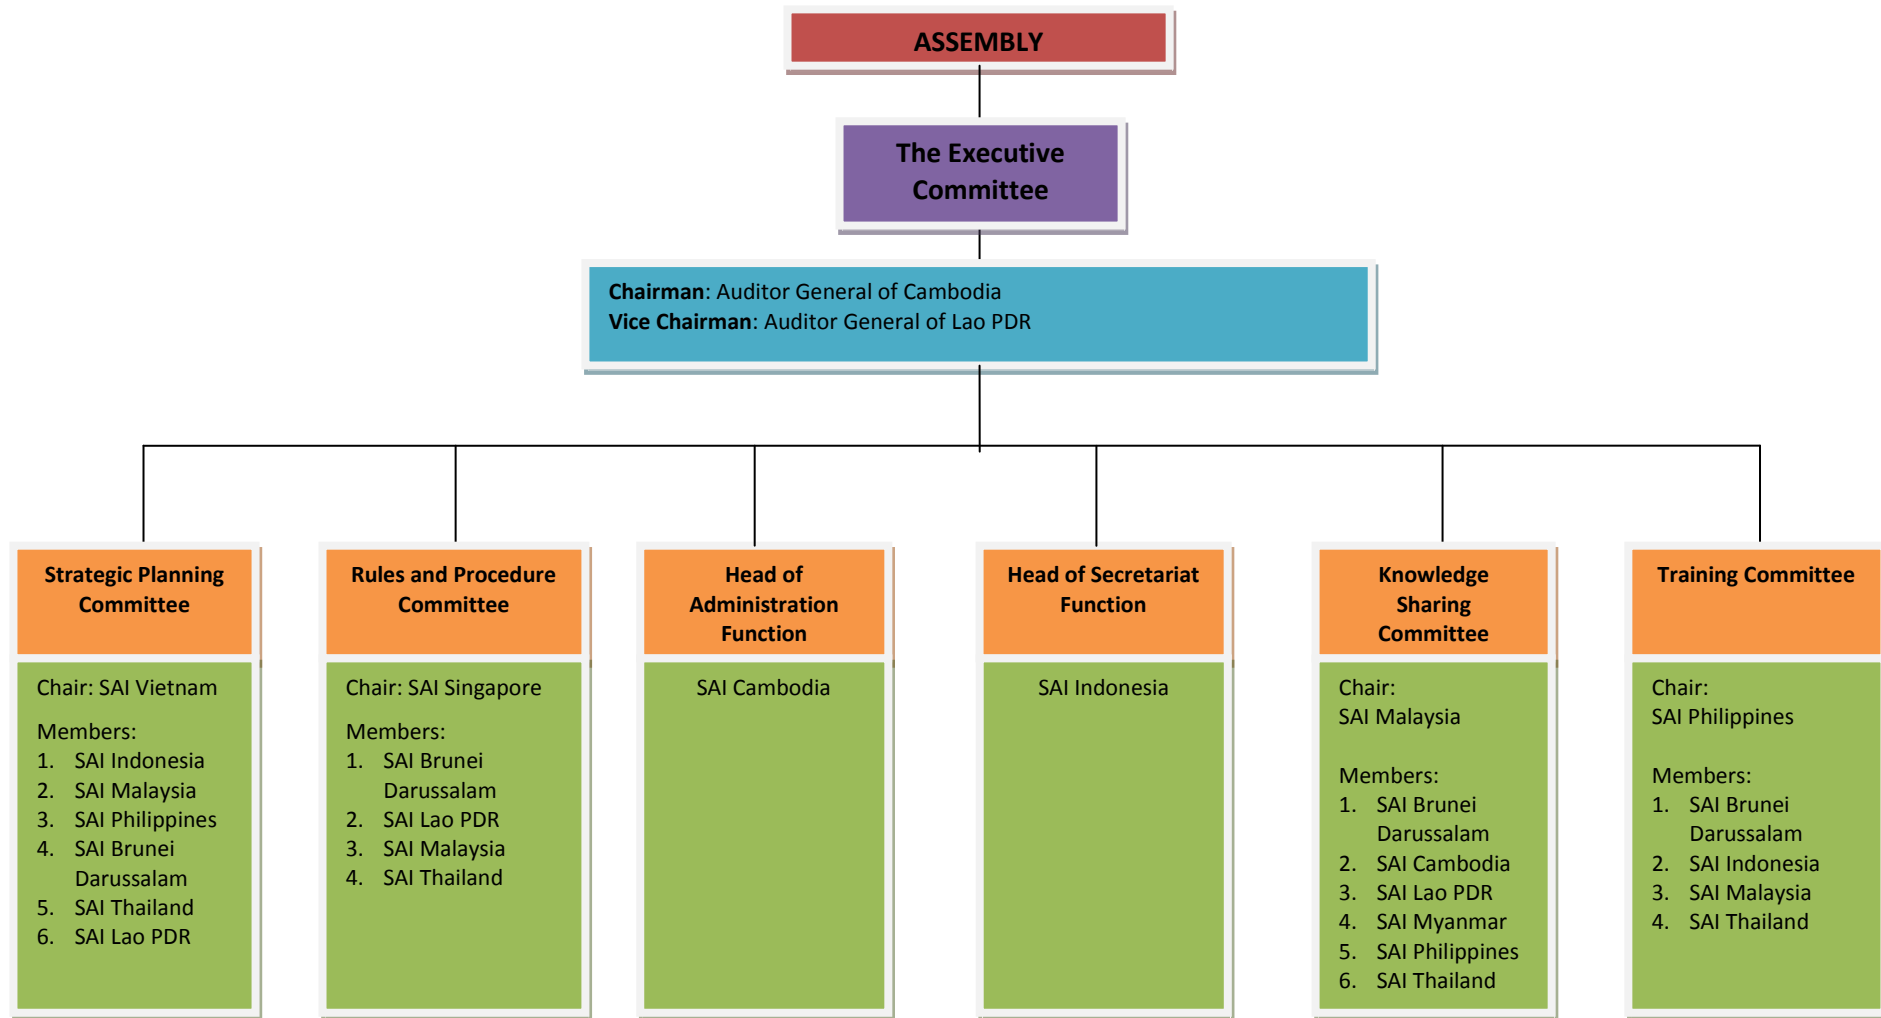 ASSEMBLY
The Executive
Committee
Chairman: Auditor General of Cambodia
Vice Chairman: Auditor General of Lao PDR
Strategic Planning
Committee
Chair: SAI Vietnam
Members:
1. SAI Indonesia
2. SAI Malaysia
3. SAI Philippines
4. SAI Brunei
Darussalam
5. SAI Thailand
6. SAI Lao PDR
Rules and Procedure
Committee
Chair: SAI Singapore
Members:
1. SAI Brunei
Darussalam
2. SAI Lao PDR
3. SAI Malaysia
4. SAI Thailand
Head of
Administration
Function
SAI Cambodia
Head of Secretariat
Function
SAI Indonesia
Knowledge
Sharing
Committee
Chair:
SAI Malaysia
Members:
1. SAI Brunei
Darussalam
2. SAI Cambodia
3. SAI Lao PDR
4. SAI Myanmar
5. SAI Philippines
6. SAI Thailand
Training Committee
Chair:
SAI Philippines
Members:
1. SAI Brunei
Darussalam
2. SAI Indonesia
3. SAI Malaysia
4. SAI Thailand